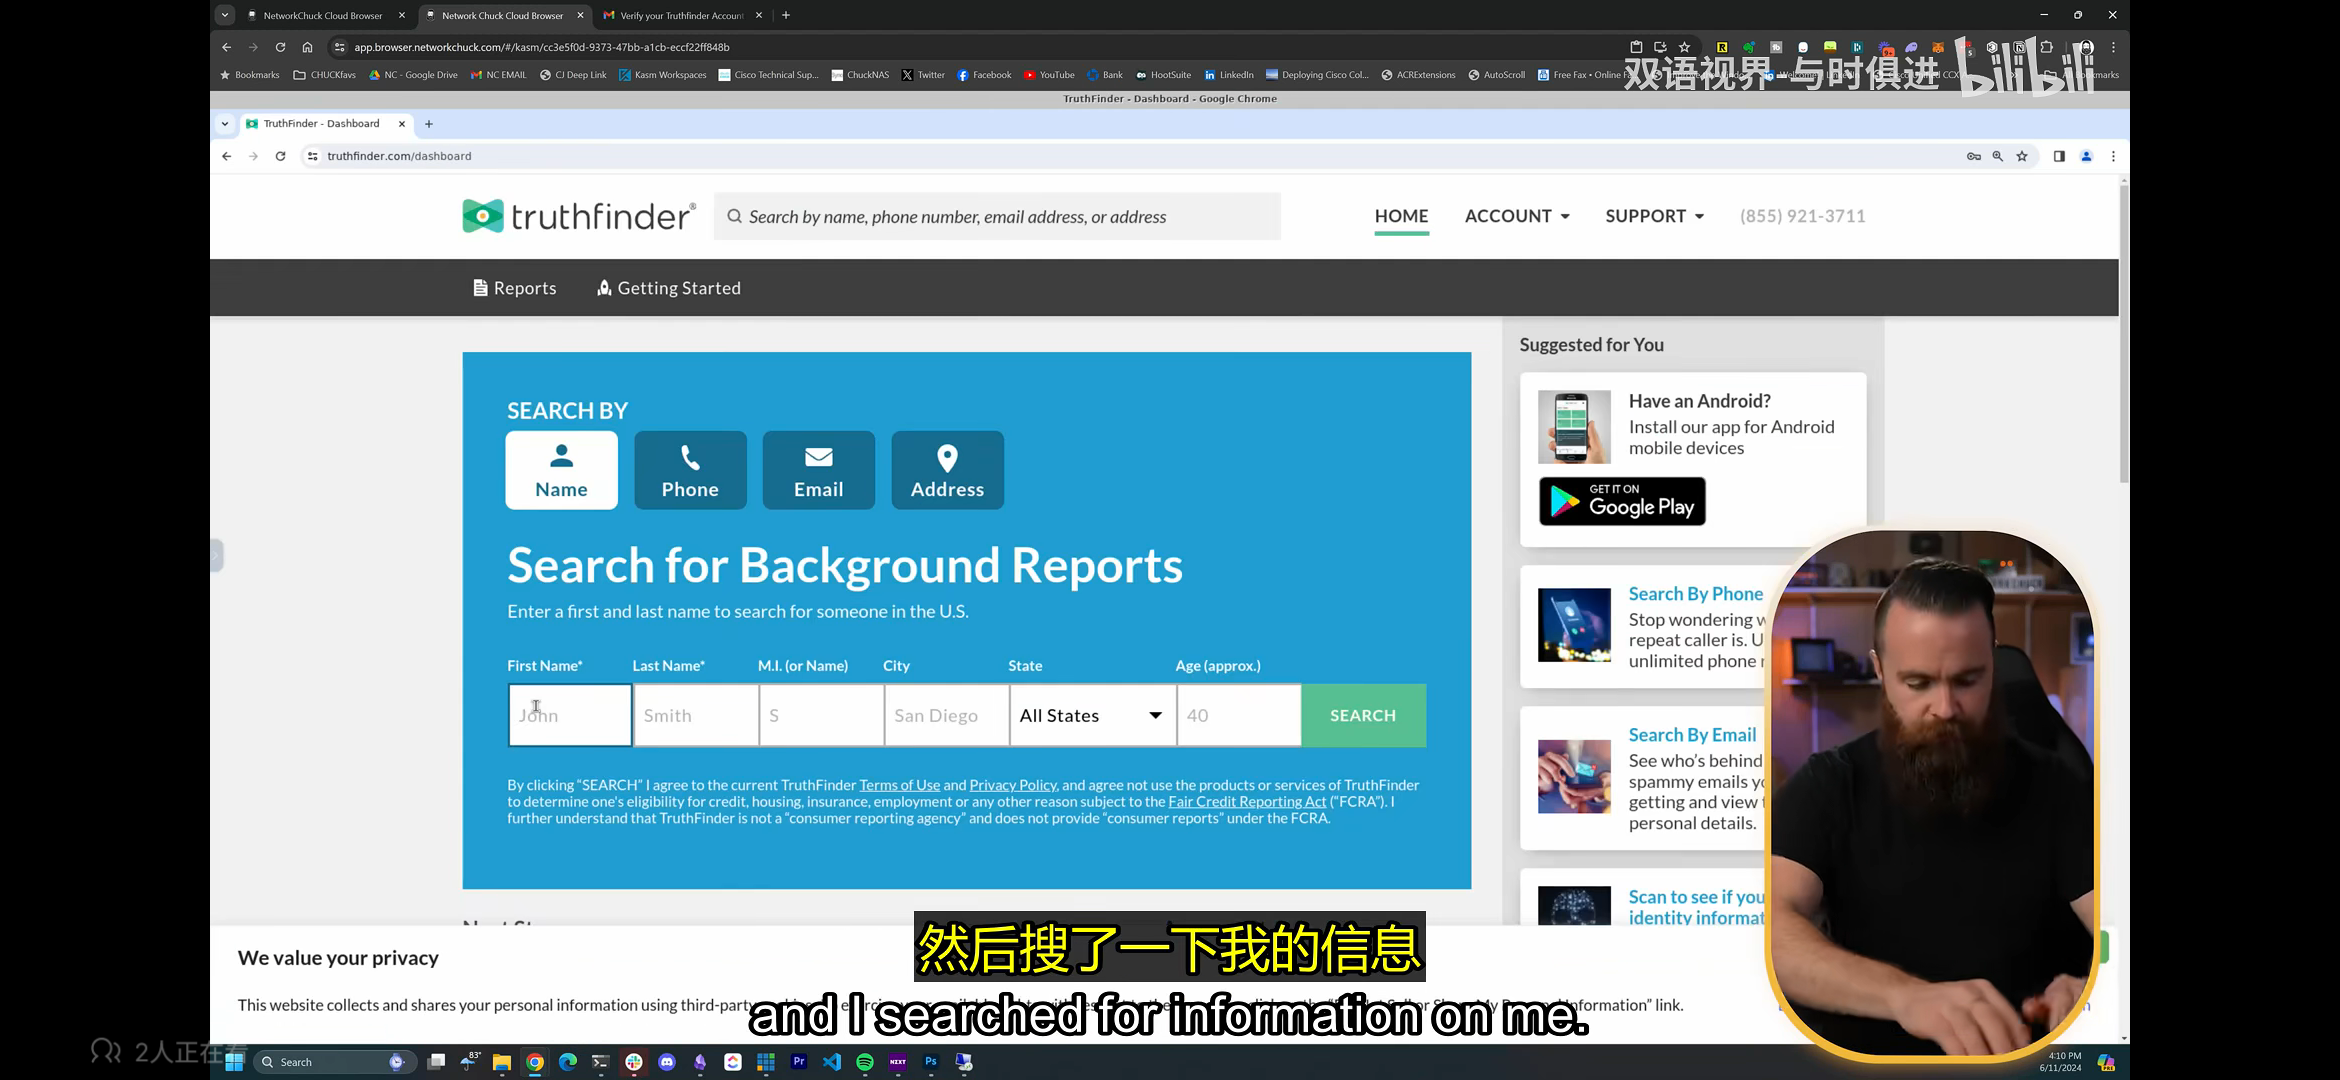 NetworkChuck Cloud Browser
Network Chuck Cloud Browser
Verify your Truthfinder Account
app.browser.networkchuck.com/#/kasm/cc3e5f0d-9373-47bb-a1cb-eccf22ff848b
Bookmarks
CHUCKfavs
NC - Google Drive
NC EMAIL
CJ Deep Link
Kasm Workspaces
Cisco Technical Sup...
ChuckNAS
Twitter
Facebook
YouTube
Bank
HootSuite
LinkedIn
Deploying Cisco Col...
ACRExtensions
AutoScroll
Free Fax • Online Fa
双语视界-与时俱进
bilibili
TruthFinder - Dashboard - Google Chrome
TruthFinder - Dashboard
truthfinder.com/dashboard
truthfinder®
Search by name, phone number, email address, or address
HOME
ACCOUNT
SUPPORT
(855) 921-3711
Reports
Getting Started
SEARCH BY
Name
Phone
Email
Address
Search for Background Reports
Enter a first and last name to search for someone in the U.S.
First Name*
Last Name*
M.I. (or Name)
City
State
Age (approx.)
John
Smith
S
San Diego
All States
40
SEARCH
By clicking “SEARCH” I agree to the current TruthFinder Terms of Use and Privacy Policy, and agree not use the products or services of TruthFinder
to determine one's eligibility for credit, housing, insurance, employment or any other reason subject to the Fair Credit Reporting Act (“FCRA”). I
further understand that TruthFinder is not a “consumer reporting agency” and does not provide “consumer reports” under the FCRA.
Suggested for You
Have an Android?
Install our app for Android
mobile devices
GET IT ON
Google Play
Search By Phone
Stop wondering
repeat caller is. U
unlimited phone
Search By Email
See who's behind
spammy emails y
getting and view
personal details.
Scan to see if you
identity informat
We value your privacy
This website collects and shares your personal information using third-party
Information” link.
然后搜了一下我的信息
and I searched for information on me.
2人正在看
Search
83°
Pr
NEXT
Ps
4:10 PM
6/11/2024